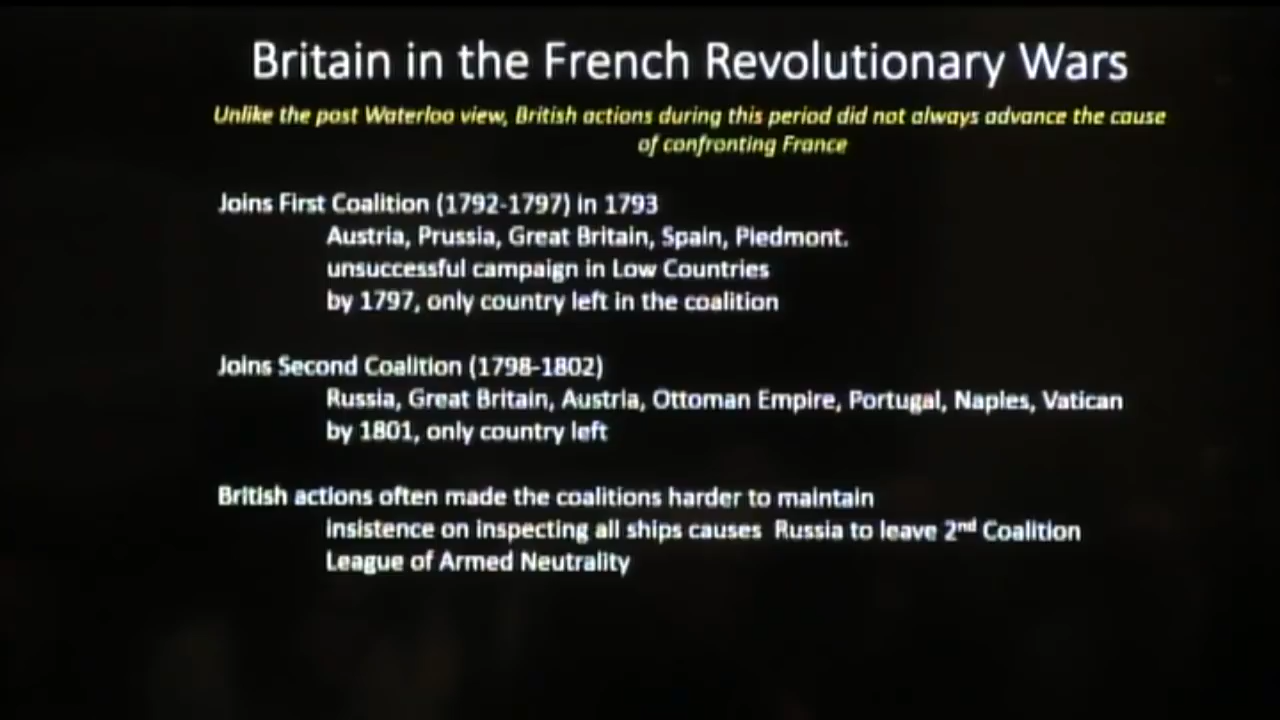 Britain in the French Revolutionary Wars
Unlike the post Waterloo view, British actions during this period did not always advance the cause
of confronting France
Joins First Coalition (1792-1797) in 1793
Austria, Prussia, Great Britain, Spain, Piedmont.
unsuccessful campaign in Low Countries
by 1797, only country left in the coalition
Joins Second Coalition (1798-1802)
Russia, Great Britain, Austria, Ottoman Empire, Portugal, Naples, Vatican
by 1801, only country left
British actions often made the coalitions harder to maintain
insistence on inspecting all ships causes Russia to leave 2nd Coalition
League of Armed Neutrality